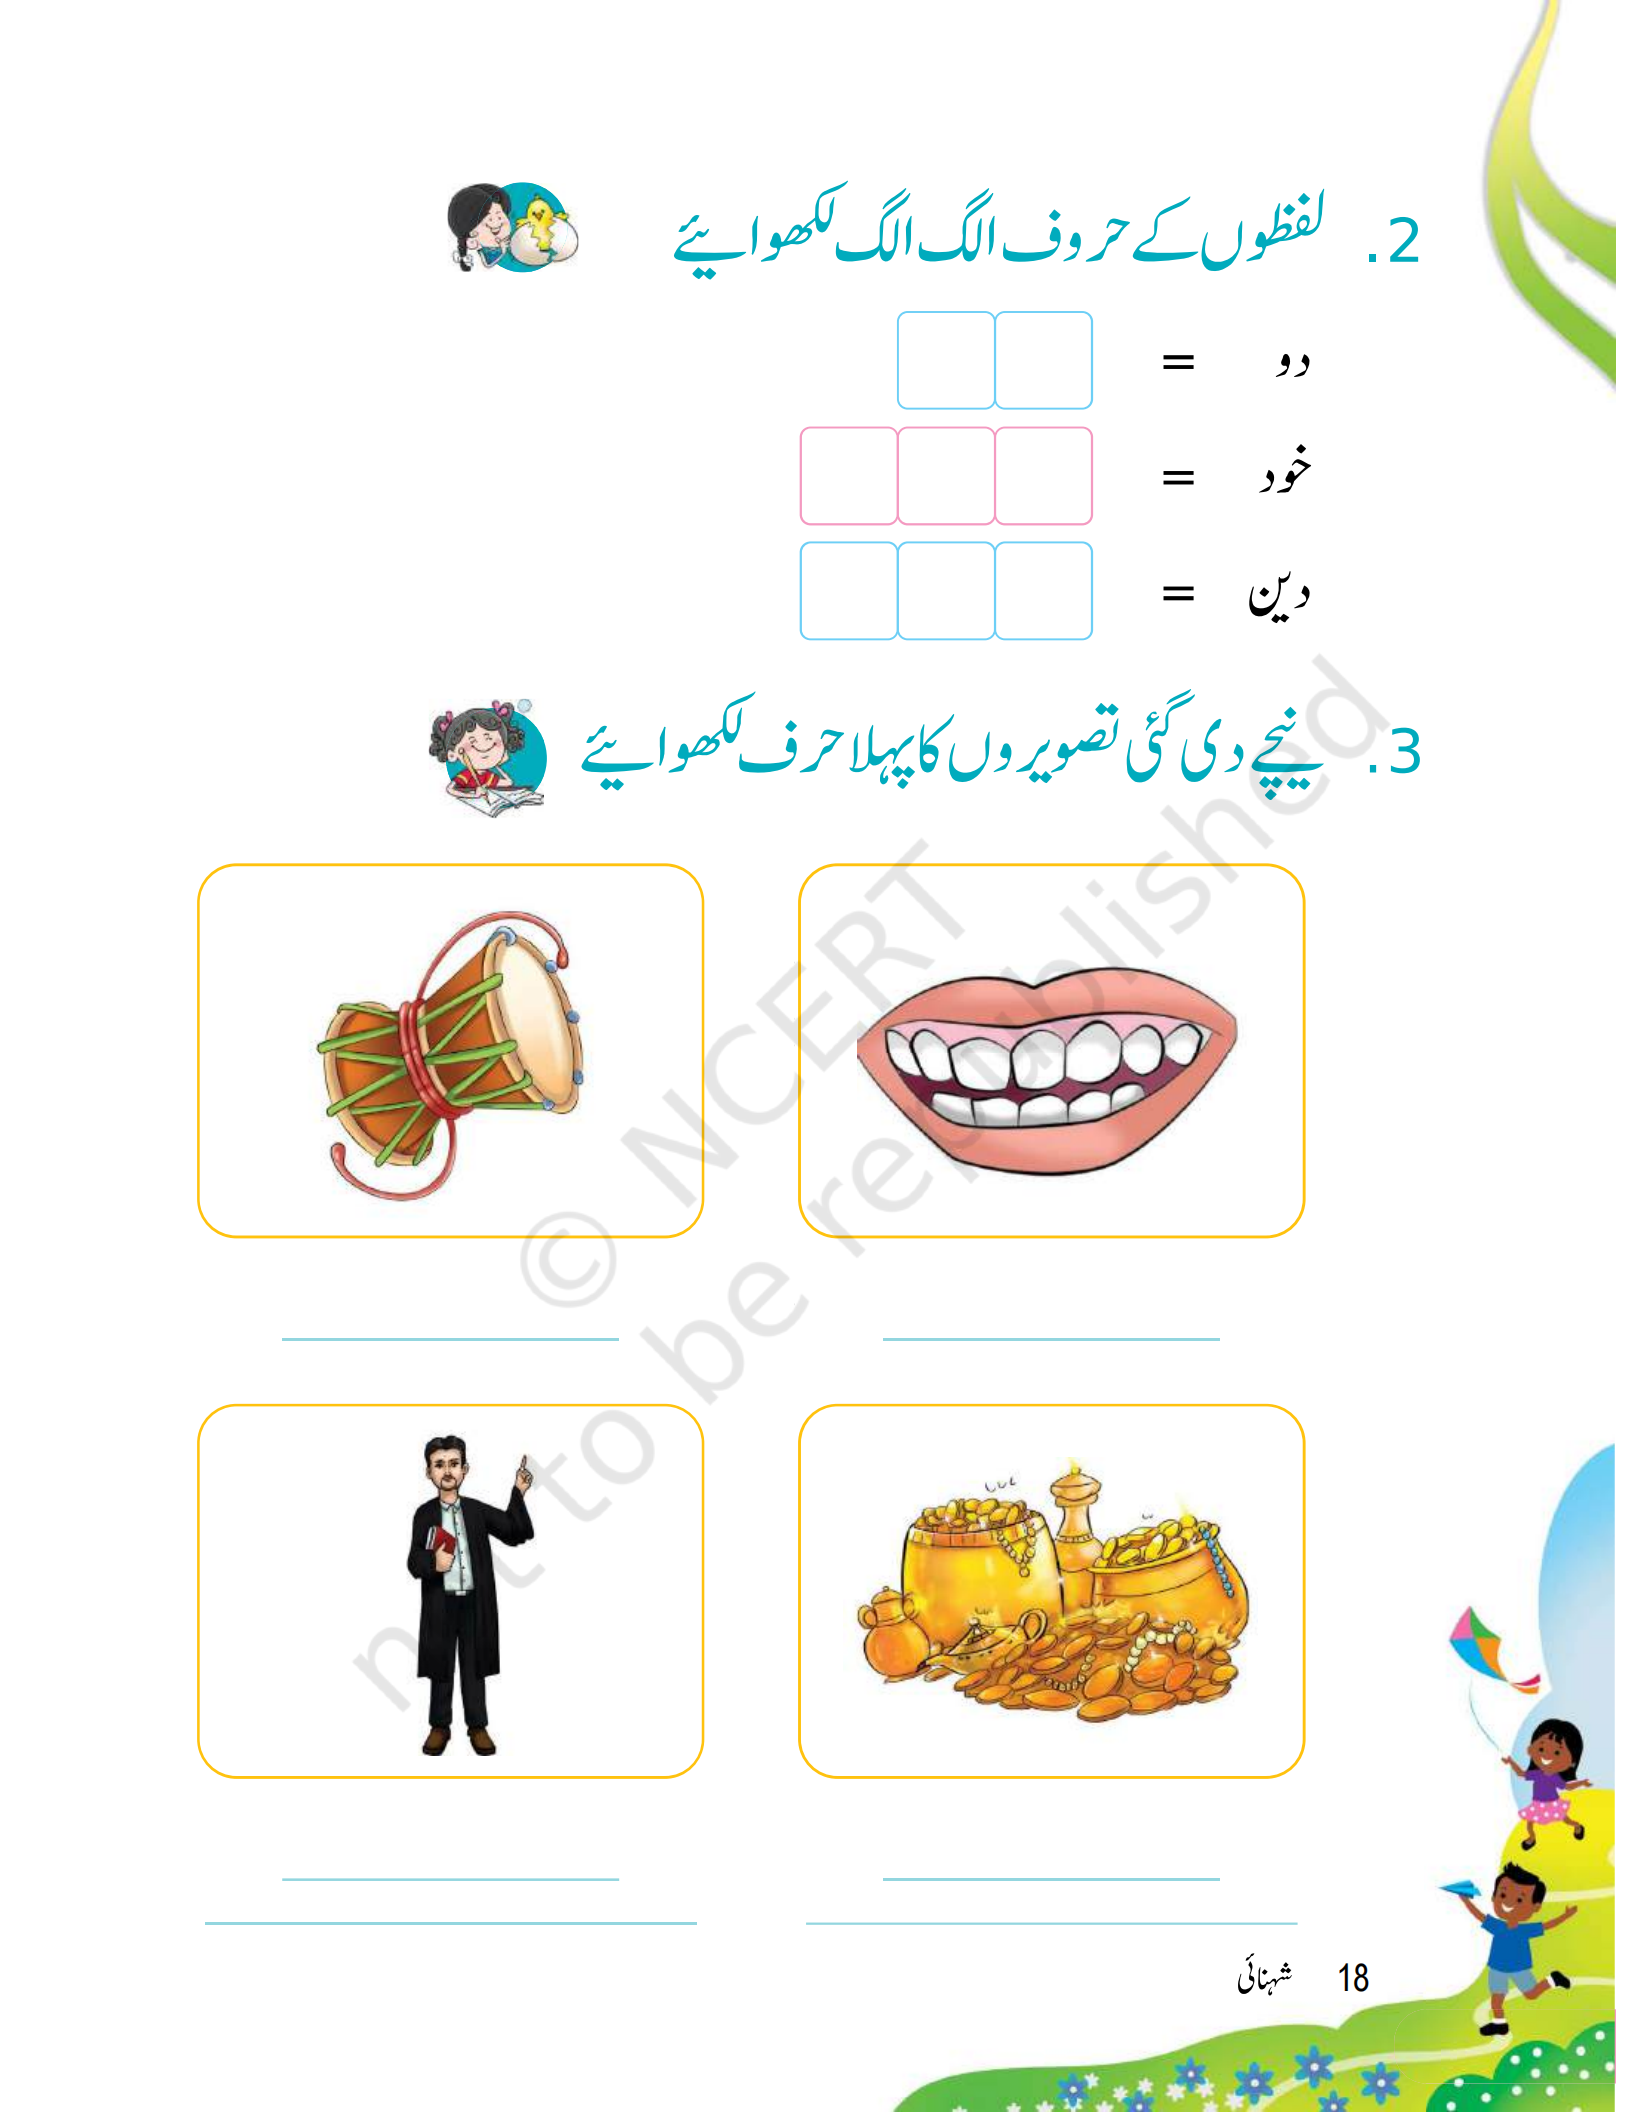 2. لفظوں کے حروف الگ الگ لکھوایئے
دو =
خود =
دین =
3. نیچے دی گئی تصویروں کا پہلا حرف لکھوایئے
© NCERT
not to be republished
18 شہنائی